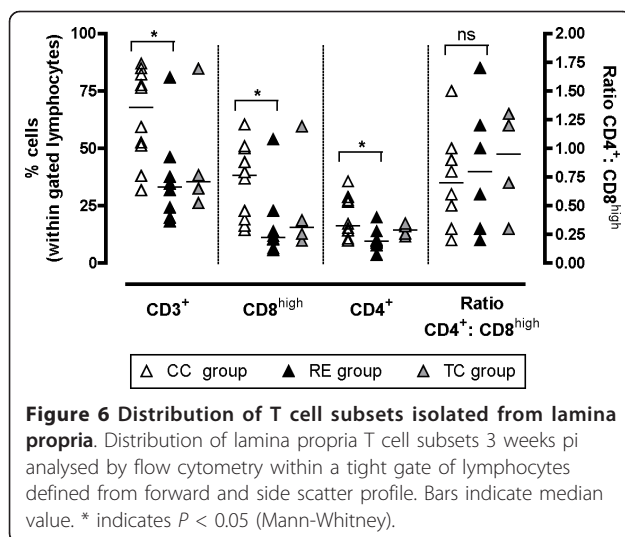 * * * ns
100 75 50 25 0
% cells
(within gated lymphocytes)
2.00 1.75 1.50 1.25 1.00 0.75 0.50 0.25 0.00
Ratio CD4+: CD8high
CD3+ CD8high CD4+ Ratio
CD4+: CD8high
CC group RE group TC group
Figure 6 Distribution of T cell subsets isolated from lamina
propria. Distribution of lamina propria T cell subsets 3 weeks pi
analysed by flow cytometry within a tight gate of lymphocytes
defined from forward and side scatter profile. Bars indicate median
value. * indicates P < 0.05 (Mann-Whitney).